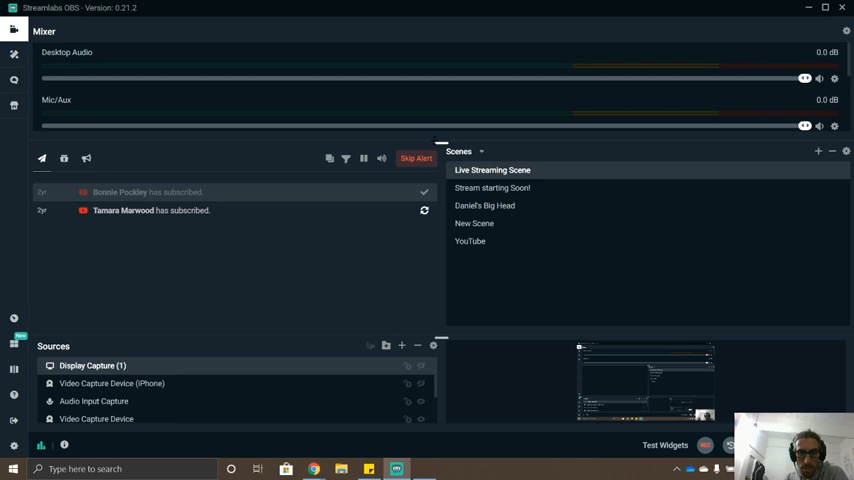 Streamlabs OBS - Version: 0.21.2
Mixer
Desktop Audio
0.0 dB
Mic/Aux
0.0 dB
Skip Alert
Scenes
2yr Bonnie Pockley has subscribed.
2yr Tamara Marwood has subscribed.
Live Streaming Scene
Stream starting Soon!
Daniel's Big Head
New Scene
YouTube
New
Sources
Display Capture (1)
Video Capture Device (iPhone)
Audio Input Capture
Video Capture Device
Test Widgets
REC
Type here to search